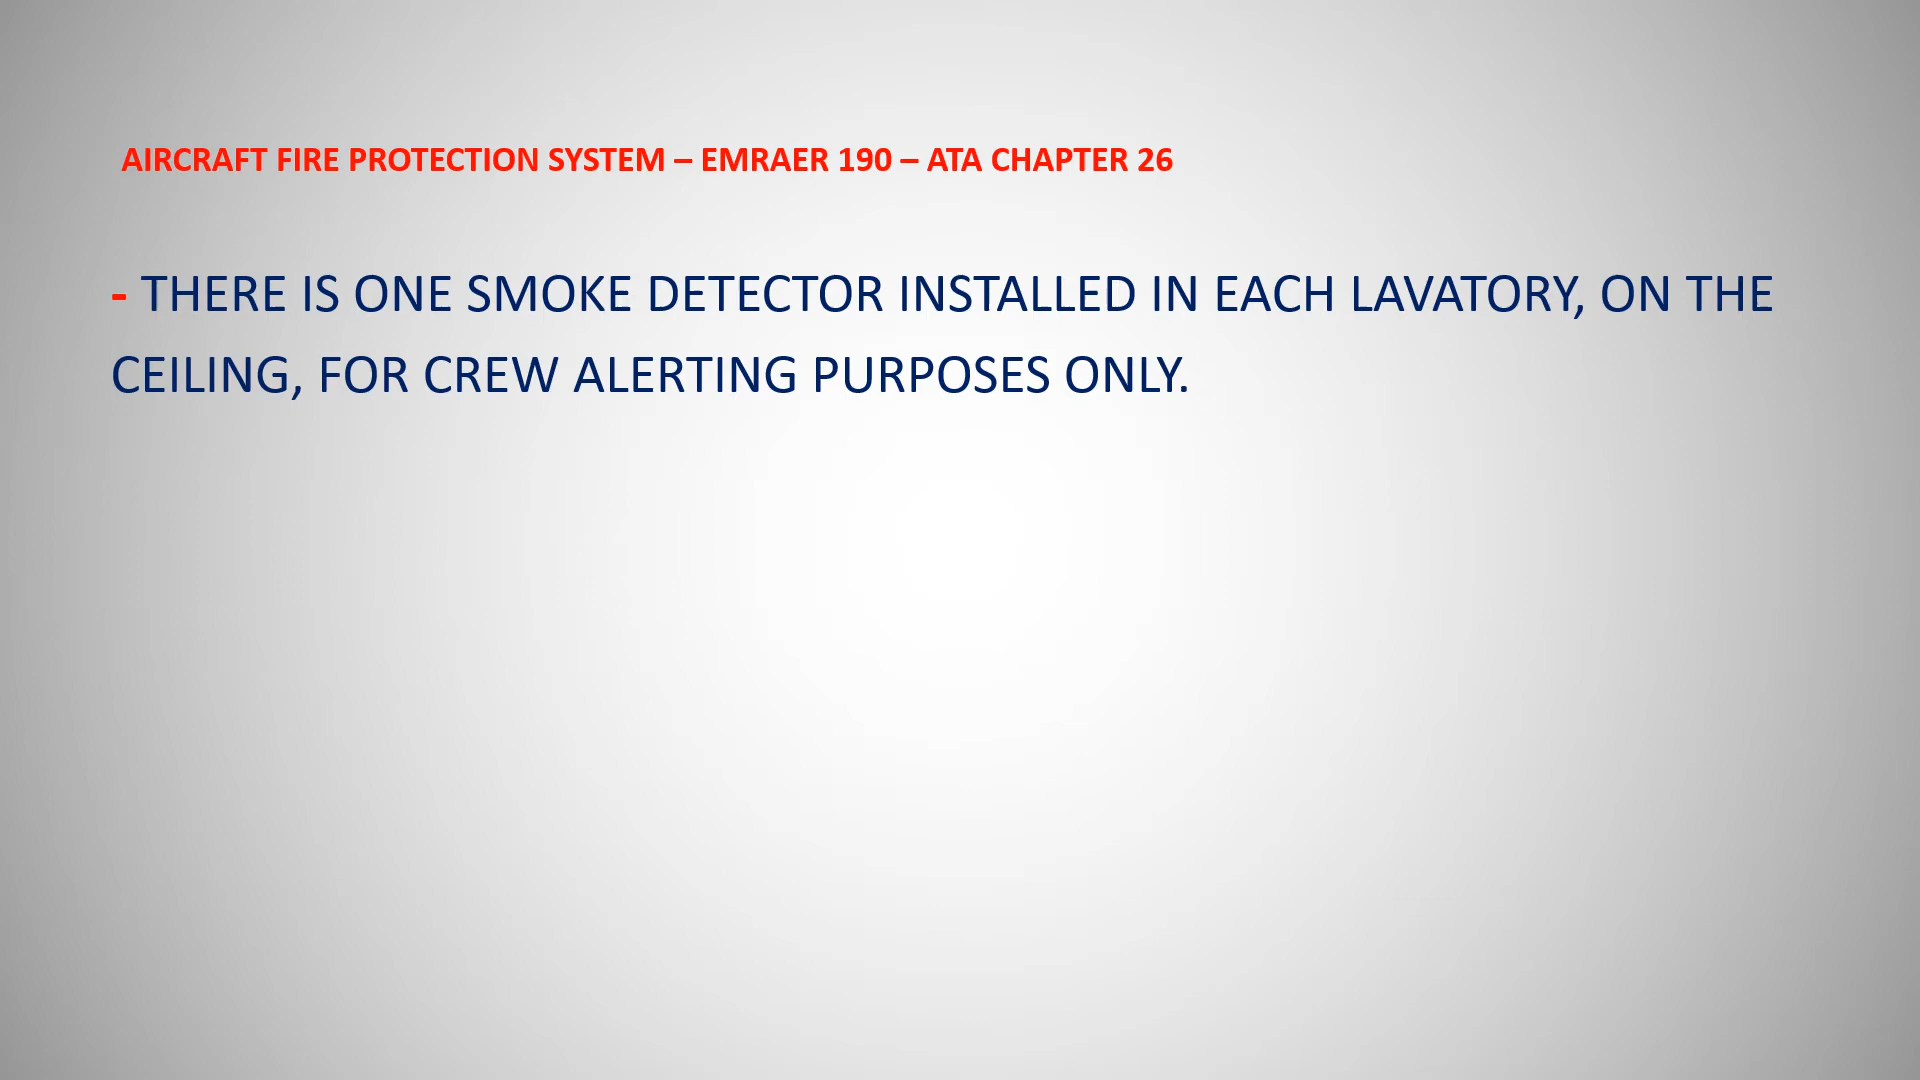 AIRCRAFT FIRE PROTECTION SYSTEM – EMRAER 190 – ATA CHAPTER 26
- THERE IS ONE SMOKE DETECTOR INSTALLED IN EACH LAVATORY, ON THE
CEILING, FOR CREW ALERTING PURPOSES ONLY.